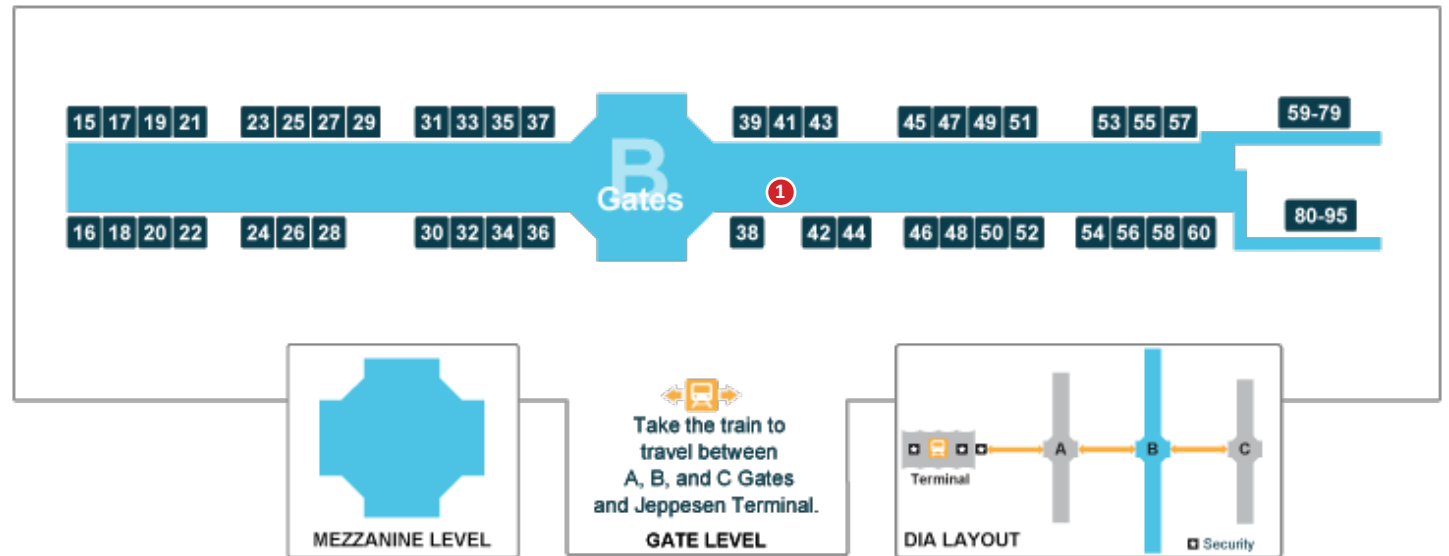 15 17 19 21 23 25 27 29 31 33 35 37 39 41 43 45 47 49 51 53 55 57 59-79
B
Gates
1
16 18 20 22 24 26 28 30 32 34 36 38 42 44 46 48 50 52 54 56 58 60 80-95
MEZZANINE LEVEL
Take the train to
travel between
A, B, and C Gates
and Jeppesen Terminal.
GATE LEVEL
A B C
Terminal
DIA LAYOUT
Security